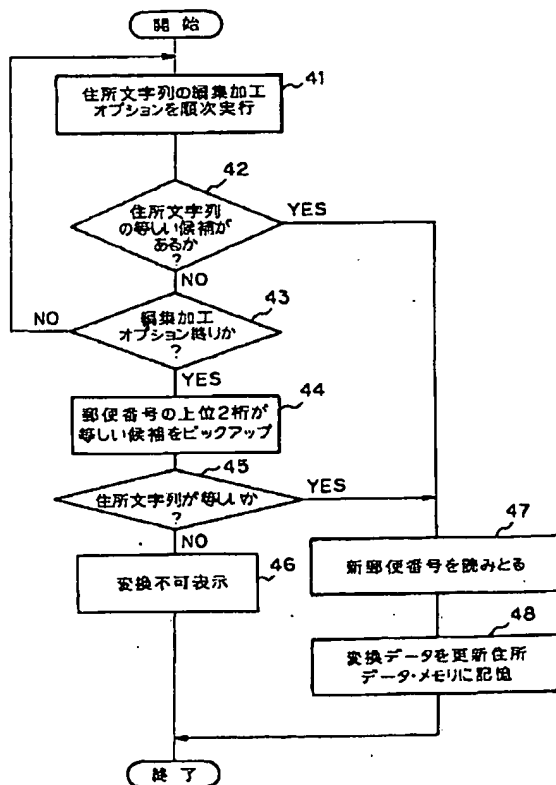 開始
41
住所文字列の編集加工
オプションを順次実行
42
住所文字列
の等しい候補が
あるか
?
YES
NO
43
NO
編集加工
オプション終りか
?
YES
44
郵便番号の上位2桁が
等しい候補をピックアップ
45
住所文字列が等しいか
?
YES
NO
46
変換不可表示
47
新郵便番号を読みとる
48
変換データを更新住所
データ・メモリに記憶
終了